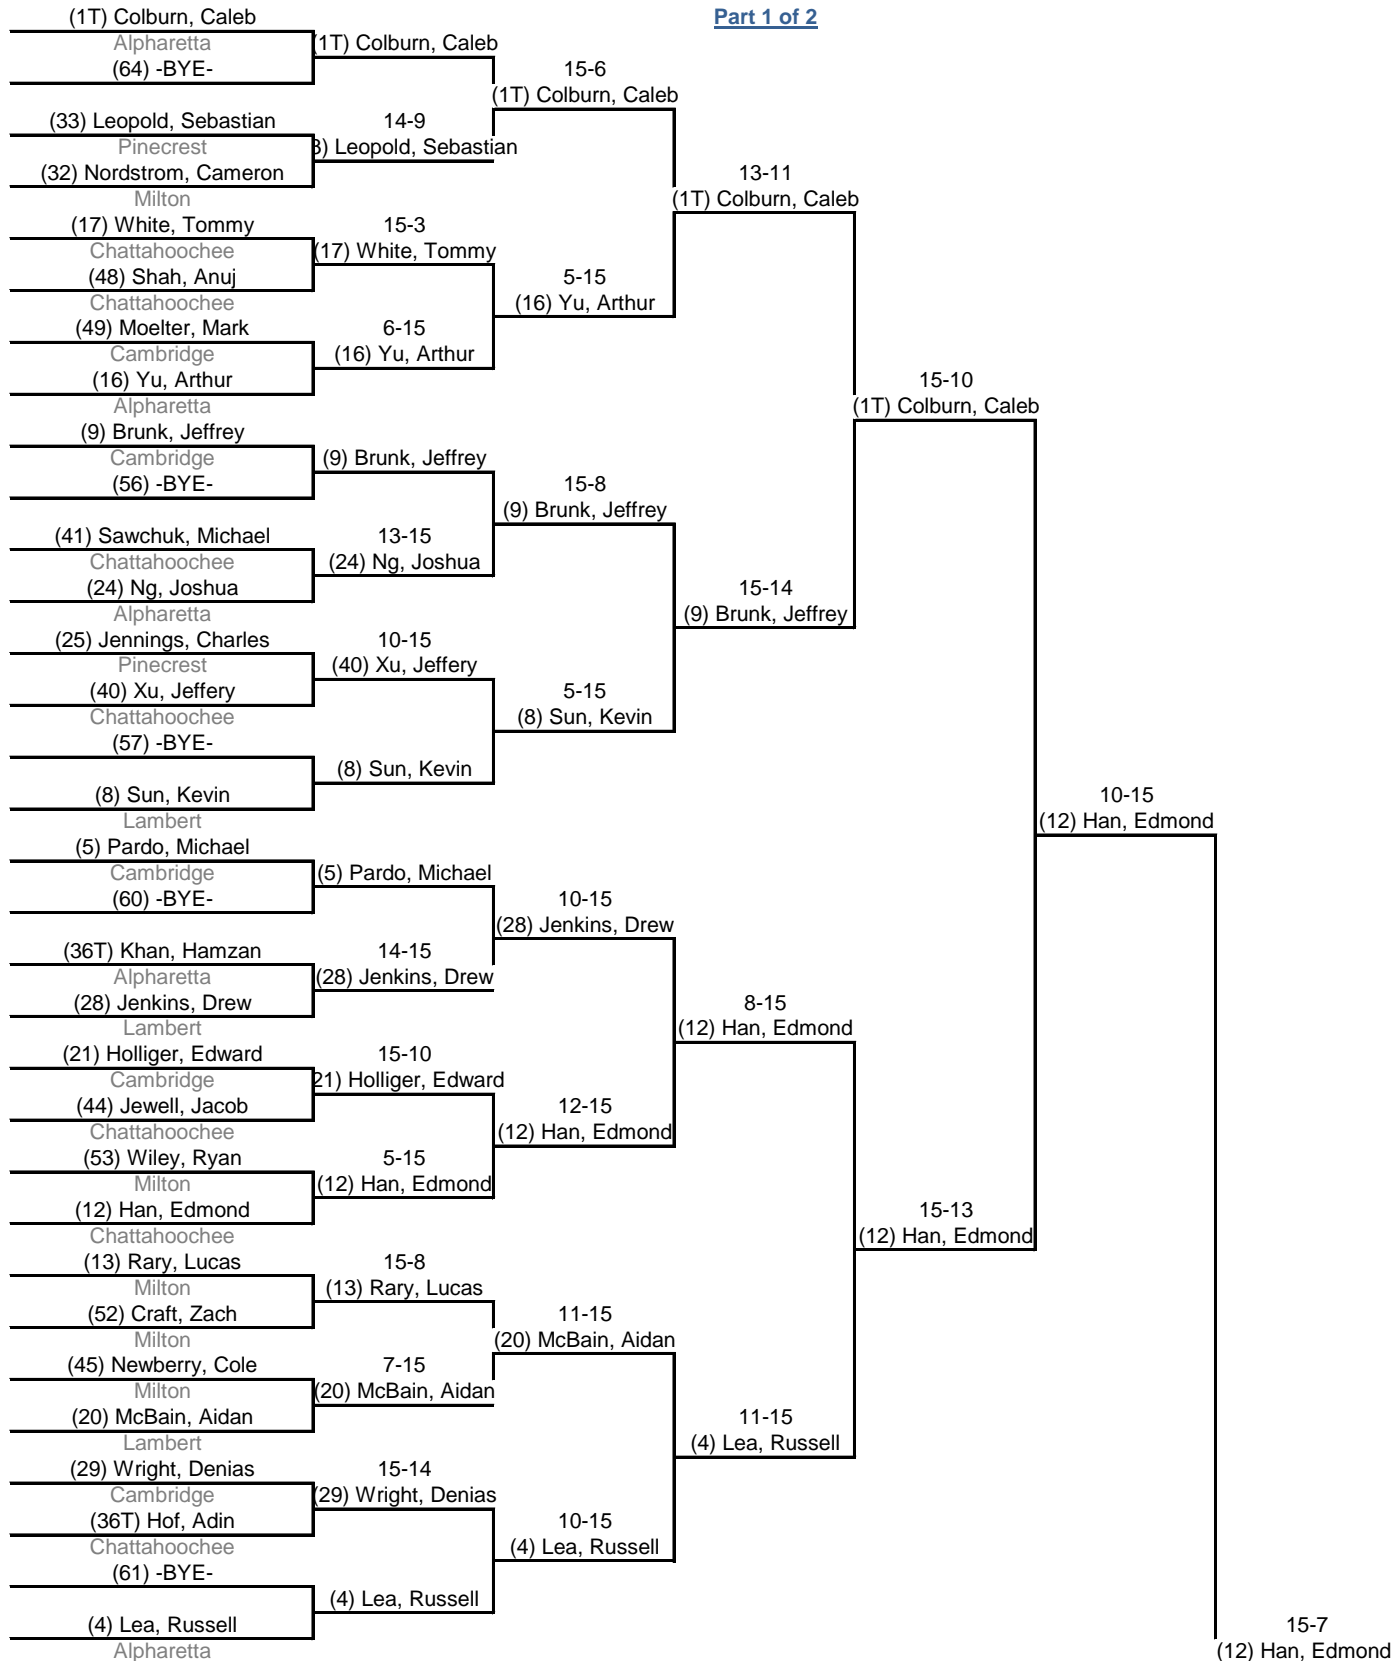 Part 1 of 2
(1T) Colburn, Caleb
Alpharetta
(64) -BYE-
(33) Leopold, Sebastian
Pinecrest
(32) Nordstrom, Cameron
Milton
(17) White, Tommy
Chattahoochee
(48) Shah, Anuj
Chattahoochee
(49) Moelter, Mark
Cambridge
(16) Yu, Arthur
Alpharetta
(9) Brunk, Jeffrey
Cambridge
(56) -BYE-
(41) Sawchuk, Michael
Chattahoochee
(24) Ng, Joshua
Alpharetta
(25) Jennings, Charles
Pinecrest
(40) Xu, Jeffery
Chattahoochee
(57) -BYE-
(8) Sun, Kevin
Lambert
(5) Pardo, Michael
Cambridge
(60) -BYE-
(36T) Khan, Hamzan
Alpharetta
(28) Jenkins, Drew
Lambert
(21) Holliger, Edward
Cambridge
(44) Jewell, Jacob
Chattahoochee
(53) Wiley, Ryan
Milton
(12) Han, Edmond
Chattahoochee
(13) Rary, Lucas
Milton
(52) Craft, Zach
Milton
(45) Newberry, Cole
Milton
(20) McBain, Aidan
Lambert
(29) Wright, Denias
Cambridge
(36T) Hof, Adin
Chattahoochee
(61) -BYE-
(4) Lea, Russell
Alpharetta
(1T) Colburn, Caleb
14-9
3) Leopold, Sebastian
15-3
(17) White, Tommy
6-15
(16) Yu, Arthur
(9) Brunk, Jeffrey
13-15
(24) Ng, Joshua
10-15
(40) Xu, Jeffery
(8) Sun, Kevin
(5) Pardo, Michael
14-15
(28) Jenkins, Drew
15-10
21) Holliger, Edward
5-15
(12) Han, Edmond
15-8
(13) Rary, Lucas
7-15
(20) McBain, Aidan
15-14
(29) Wright, Denias
(4) Lea, Russell
15-6
(1T) Colburn, Caleb
5-15
(16) Yu, Arthur
15-8
(9) Brunk, Jeffrey
5-15
(8) Sun, Kevin
10-15
(28) Jenkins, Drew
12-15
(12) Han, Edmond
11-15
(20) McBain, Aidan
10-15
(4) Lea, Russell
13-11
(1T) Colburn, Caleb
15-14
(9) Brunk, Jeffrey
8-15
(12) Han, Edmond
11-15
(4) Lea, Russell
15-10
(1T) Colburn, Caleb
15-13
(12) Han, Edmond
10-15
(12) Han, Edmond
15-7
(12) Han, Edmond